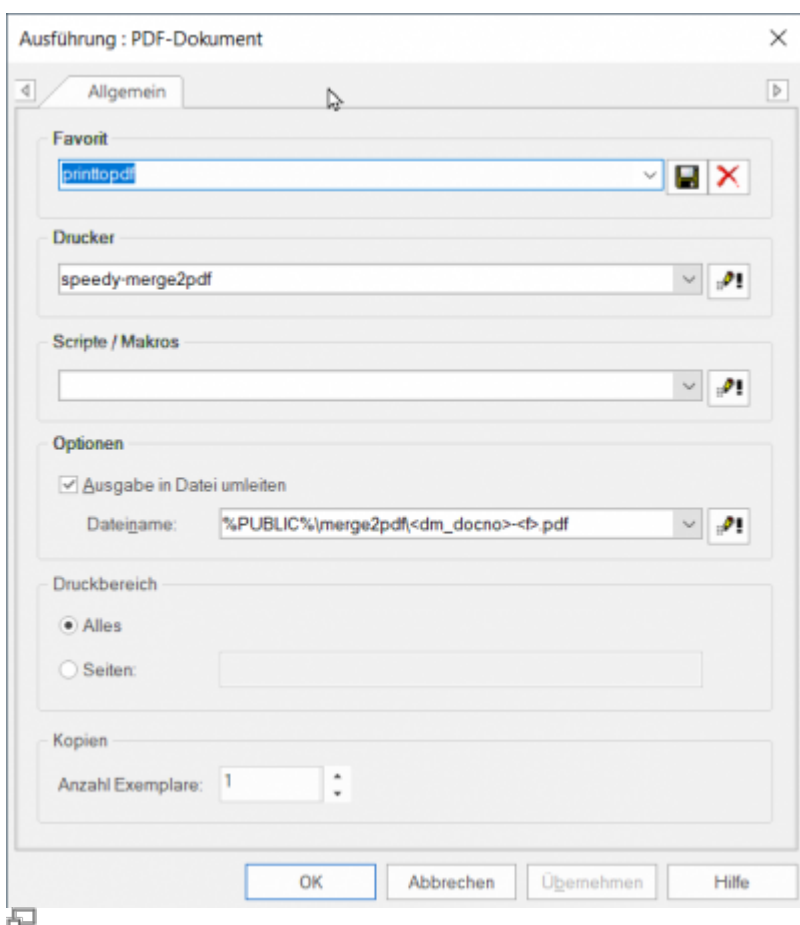 Ausführung : PDF-Dokument
Allgemein
Favorit
printtopdf
Drucker
speedy-merge2pdf
Scripte / Makros
Optionen
Ausgabe in Datei umleiten
Dateiname: %PUBLIC%\merge2pdf\<dm_docno>-<f>.pdf
Druckbereich
Alles
Seiten:
Kopien
Anzahl Exemplare: 1
OK Abbrechen Übernehmen Hilfe